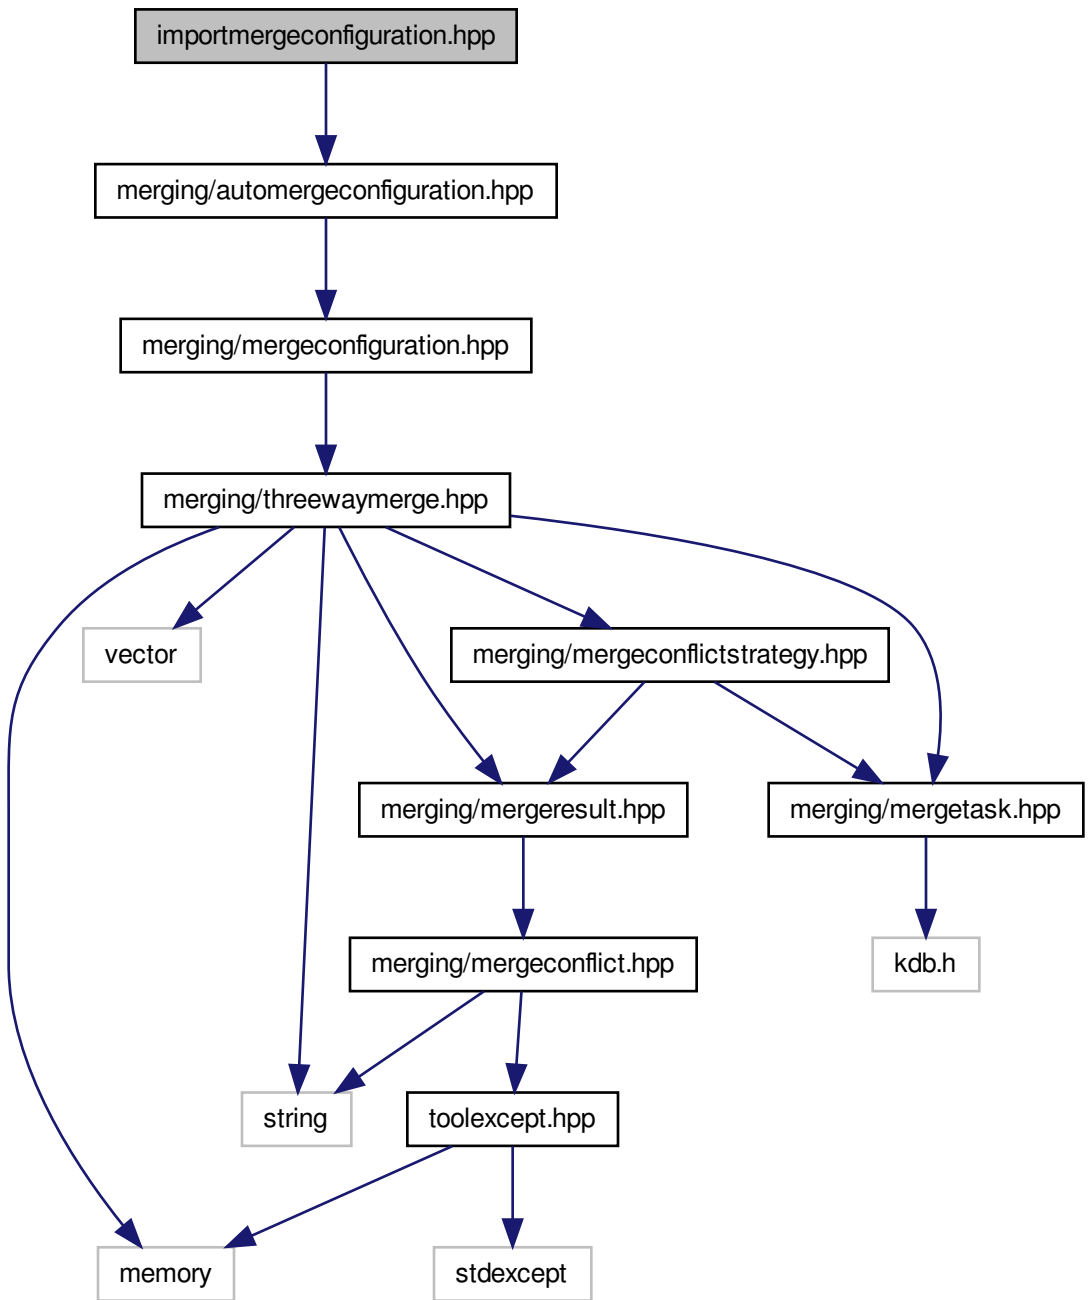 importmergeconfiguration.hpp
merging/automergeconfiguration.hpp
merging/mergeconfiguration.hpp
merging/threewaymerge.hpp
vector
merging/mergeconflictstrategy.hpp
merging/mergeresult.hpp
merging/mergetask.hpp
merging/mergeconflict.hpp
kdb.h
string
toolexcept.hpp
memory
stdexcept